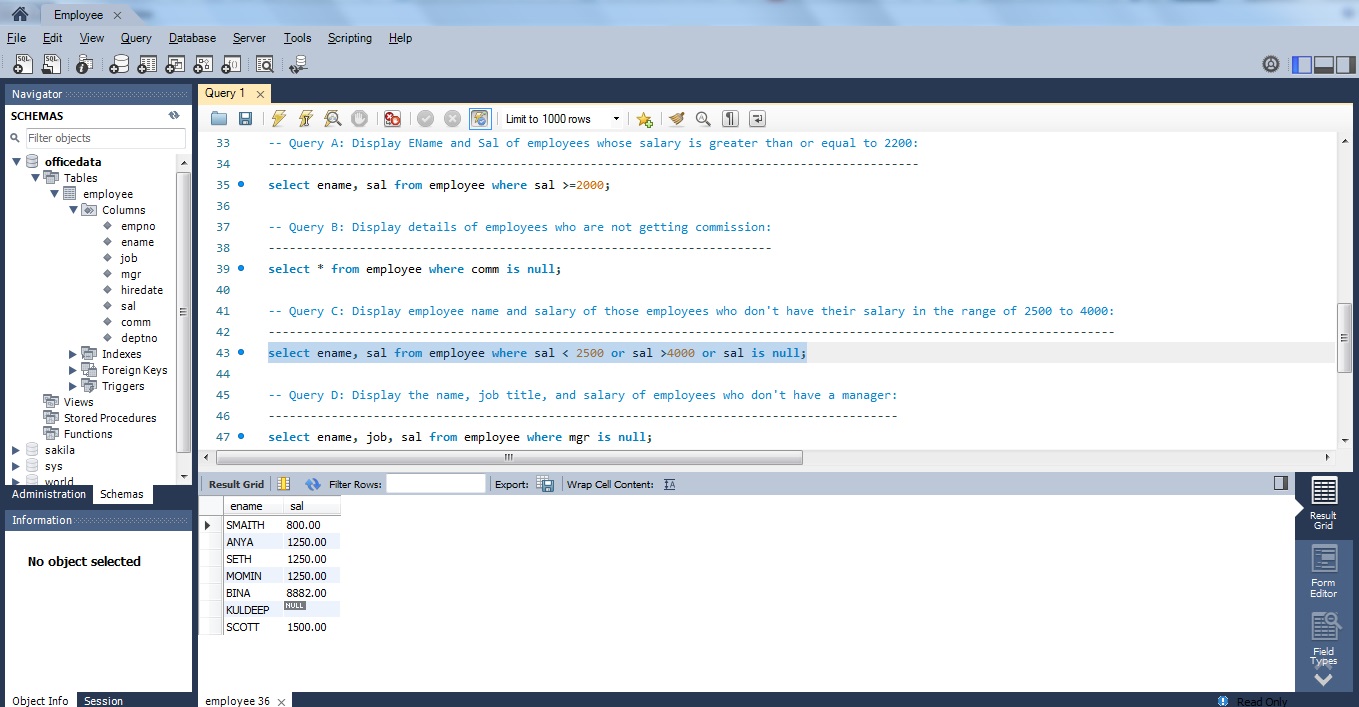 Employee
File Edit View Query Database Server Tools Scripting Help
Navigator
SCHEMAS
Filter objects
officedata
Tables
employee
Columns
empno
ename
job
mgr
hiredate
sal
comm
deptno
Indexes
Foreign Keys
Triggers
Views
Stored Procedures
Functions
sakila
sys
world
Administration Schemas
Information
No object selected
Object Info Session
Query 1
Limit to 1000 rows
33 -- Query A: Display EName and Sal of employees whose salary is greater than or equal to 2200:
34 --------------------------------------------------------------------------------------------
35 select ename, sal from employee where sal >=2000;
36
37 -- Query B: Display details of employees who are not getting commission:
38 ------------------------------------------------------------------------
39 select * from employee where comm is null;
40
41 -- Query C: Display employee name and salary of those employees who don't have their salary in the range of 2500 to 4000:
42 -------------------------------------------------------------------------------------------------------------------------
43 select ename, sal from employee where sal < 2500 or sal >4000 or sal is null;
44
45 -- Query D: Display the name, job title, and salary of employees who don't have a manager:
46 ------------------------------------------------------------------------------------------
47 select ename, job, sal from employee where mgr is null;
Result Grid Filter Rows: Export: Wrap Cell Content:
ename sal
SMAITH 800.00
ANYA 1250.00
SETH 1250.00
MOMIN 1250.00
BINA 8882.00
KULDEEP NULL
SCOTT 1500.00
Result
Grid
Form
Editor
Field
Types
employee 36
Read Only